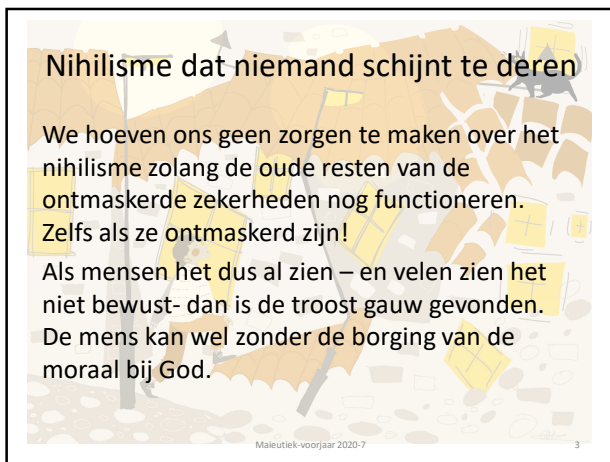 Nihilisme dat niemand schijnt te deren
We hoeven ons geen zorgen te maken over het
nihilisme zolang de oude resten van de
ontmaskerde zekerheden nog functioneren.
Zelfs als ze ontmaskerd zijn!
Als mensen het dus al zien – en velen zien het
niet bewust- dan is de troost gauw gevonden.
De mens kan wel zonder de borging van de
moraal bij God.
Maieutiek-voorjaar 2020-7
3